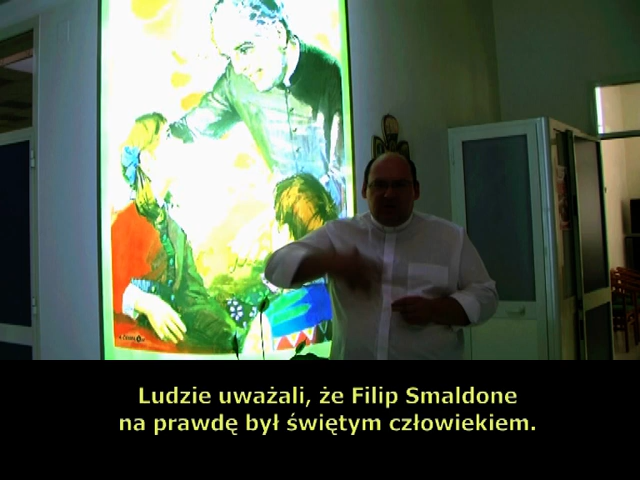 Ludzie uważali, że Filip Smaldone
na prawdę był świętym człowiekiem.